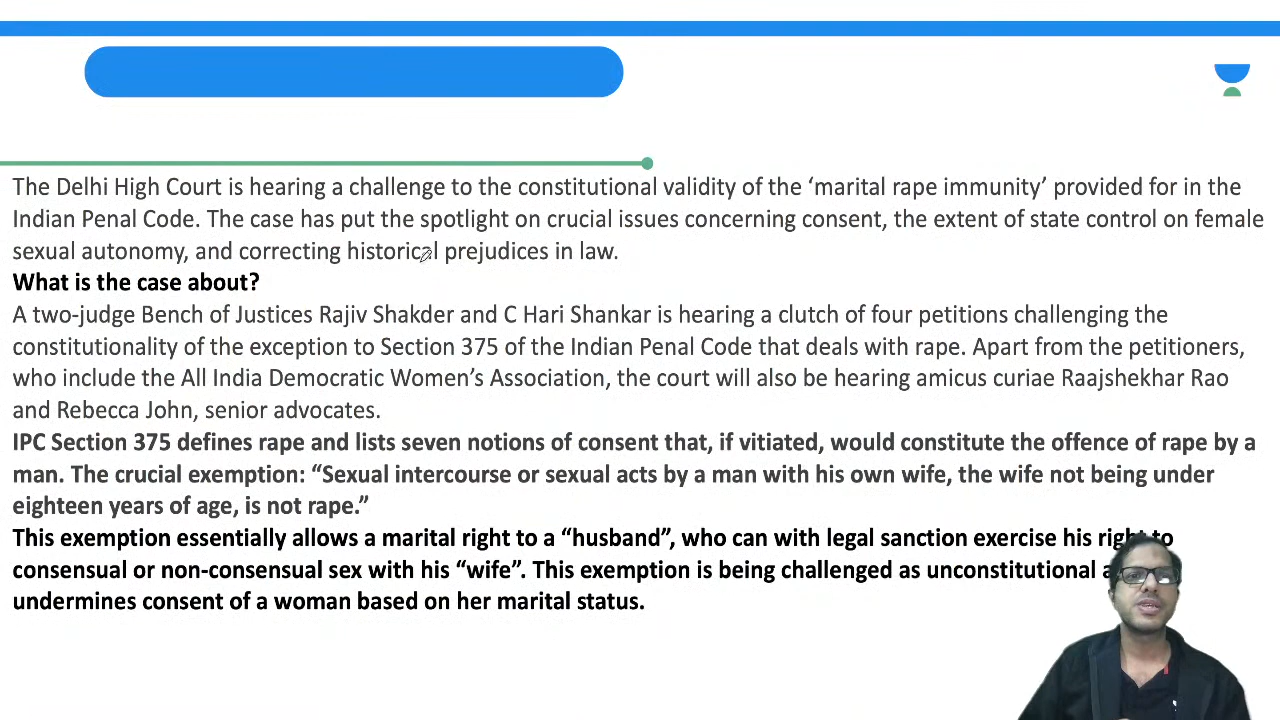 The Delhi High Court is hearing a challenge to the constitutional validity of the ‘marital rape immunity’ provided for in the
Indian Penal Code. The case has put the spotlight on crucial issues concerning consent, the extent of state control on female
sexual autonomy, and correcting historical prejudices in law.
What is the case about?
A two-judge Bench of Justices Rajiv Shakder and C Hari Shankar is hearing a clutch of four petitions challenging the
constitutionality of the exception to Section 375 of the Indian Penal Code that deals with rape. Apart from the petitioners,
who include the All India Democratic Women’s Association, the court will also be hearing amicus curiae Raajshekhar Rao
and Rebecca John, senior advocates.
IPC Section 375 defines rape and lists seven notions of consent that, if vitiated, would constitute the offence of rape by a
man. The crucial exemption: “Sexual intercourse or sexual acts by a man with his own wife, the wife not being under
eighteen years of age, is not rape.”
This exemption essentially allows a marital right to a “husband”, who can with legal sanction exercise his right to
consensual or non-consensual sex with his “wife”. This exemption is being challenged as unconstitutional
undermines consent of a woman based on her marital status.